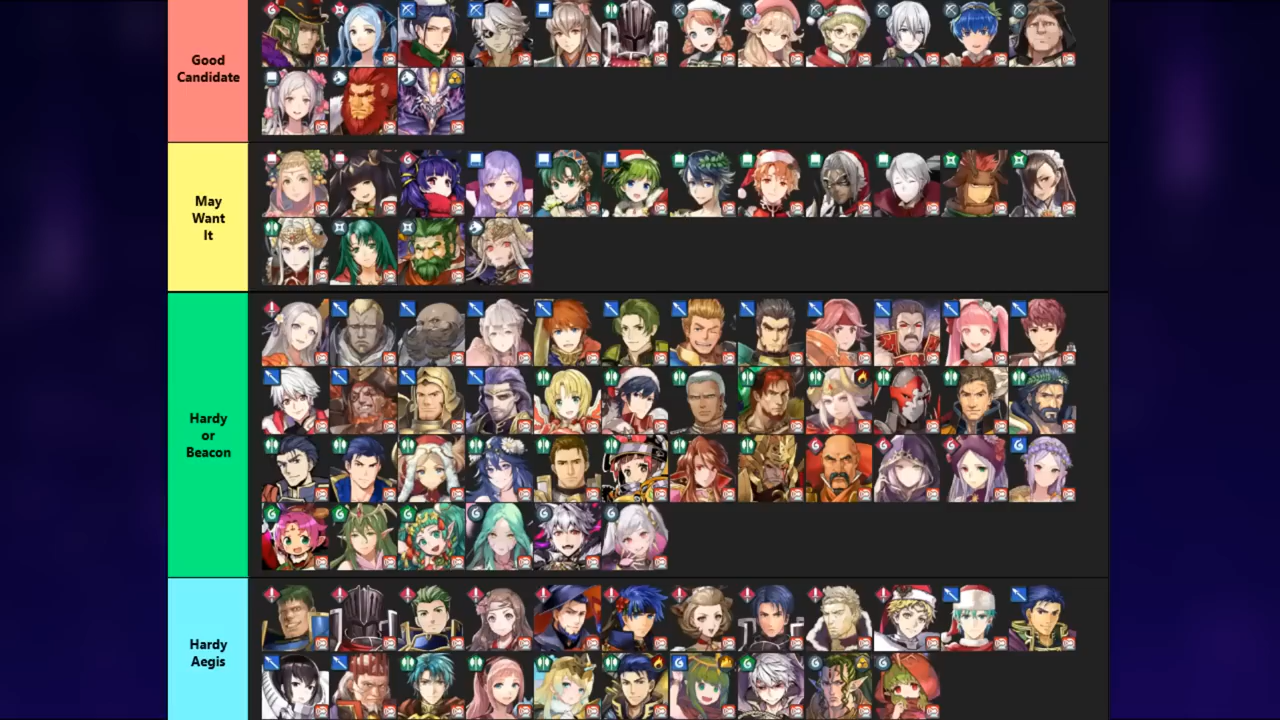 Good
Candidate
May
Want
It
Hardy
or
Beacon
Hardy
Aegis